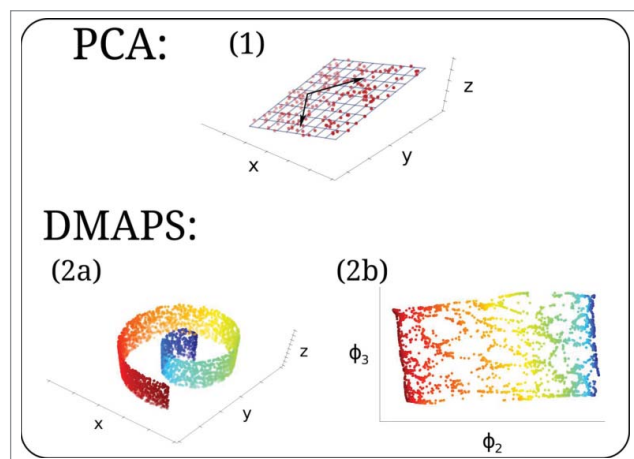 PCA:
(1)
z
x
y
DMAPS:
(2a)
(2b)
z
ϕ3
x
y
ϕ2